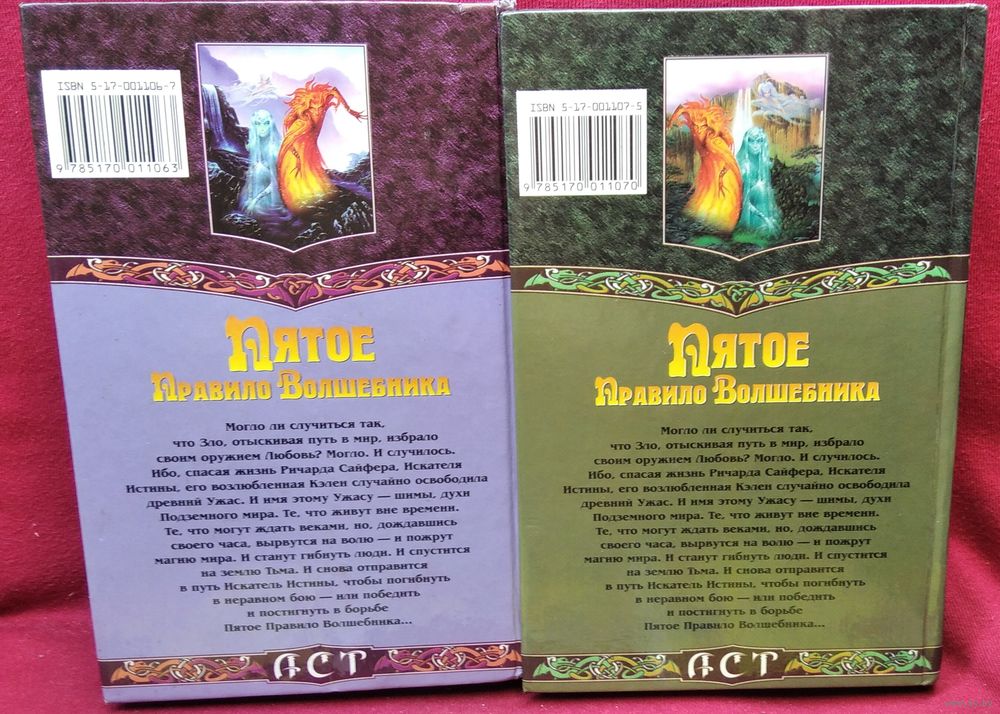 ISBN 5-17-001106-7
9 785170 011063
Пятое
Правило Волшебника
Могло ли случиться так,
что Зло, отыскивая путь в мир, избрало
своим оружием Любовь? Могло. И случилось.
Ибо, спасая жизнь Ричарда Сайфера, Искателя
Истины, его возлюбленная Кэлен случайно освободила
древний Ужас. И имя этому Ужасу — шимы, духи
Подземного мира. Те, что живут вне времени.
Те, что могут ждать веками, но, дождавшись
своего часа, вырвутся на волю — и пожрут
магию мира. И станут гибнуть люди. И спустится
на землю Тьма. И снова отправится
в путь Искатель Истины, чтобы погибнуть
в неравном бою — или победить
и постигнуть в борьбе
Пятое Правило Волшебника...
АСТ
ISBN 5-17-001107-5
9 785170 011070
Пятое
Правило Волшебника
Могло ли случиться так,
что Зло, отыскивая путь в мир, избрало
своим оружием Любовь? Могло. И случилось.
Ибо, спасая жизнь Ричарда Сайфера, Искателя
Истины, его возлюбленная Кэлен случайно освободила
древний Ужас. И имя этому Ужасу — шимы, духи
Подземного мира. Те, что живут вне времени.
Те, что могут ждать веками, но, дождавшись
своего часа, вырвутся на волю — и пожрут
магию мира. И станут гибнуть люди. И спустится
на землю Тьма. И снова отправится
в путь Искатель Истины, чтобы погибнуть
в неравном бою — или победить
и постигнуть в борьбе
Пятое Правило Волшебника...
АСТ